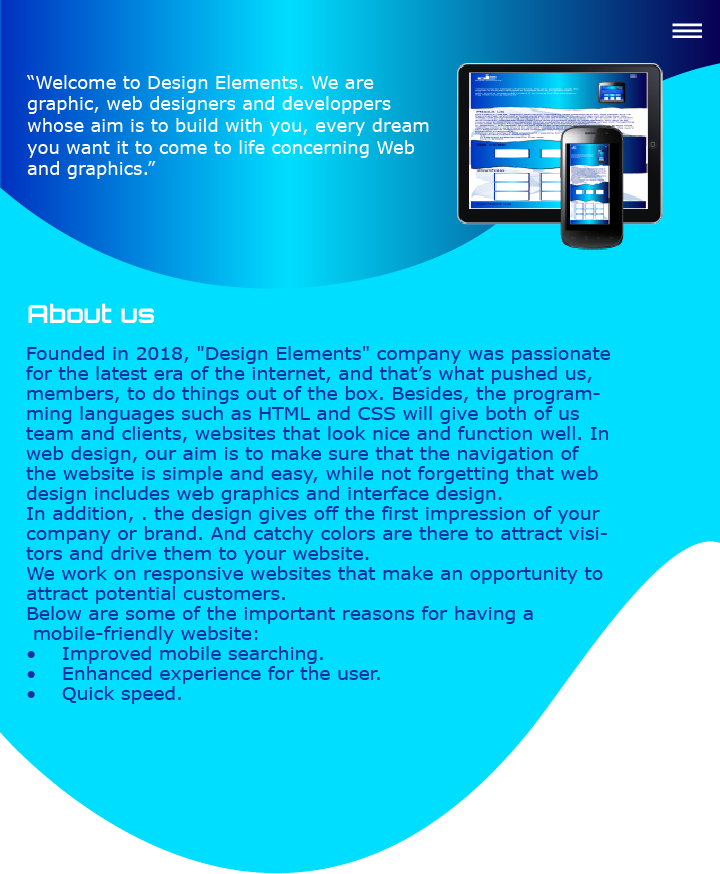 “Welcome to Design Elements. We are
graphic, web designers and developpers
whose aim is to build with you, every dream
you want it to come to life concerning Web
and graphics.”
About us
Founded in 2018, "Design Elements" company was passionate
for the latest era of the internet, and that’s what pushed us,
members, to do things out of the box. Besides, the program-
ming languages such as HTML and CSS will give both of us
team and clients, websites that look nice and function well. In
web design, our aim is to make sure that the navigation of
the website is simple and easy, while not forgetting that web
design includes web graphics and interface design.
In addition, . the design gives off the first impression of your
company or brand. And catchy colors are there to attract visi-
tors and drive them to your website.
We work on responsive websites that make an opportunity to
attract potential customers.
Below are some of the important reasons for having a
mobile-friendly website:
• Improved mobile searching.
• Enhanced experience for the user.
• Quick speed.